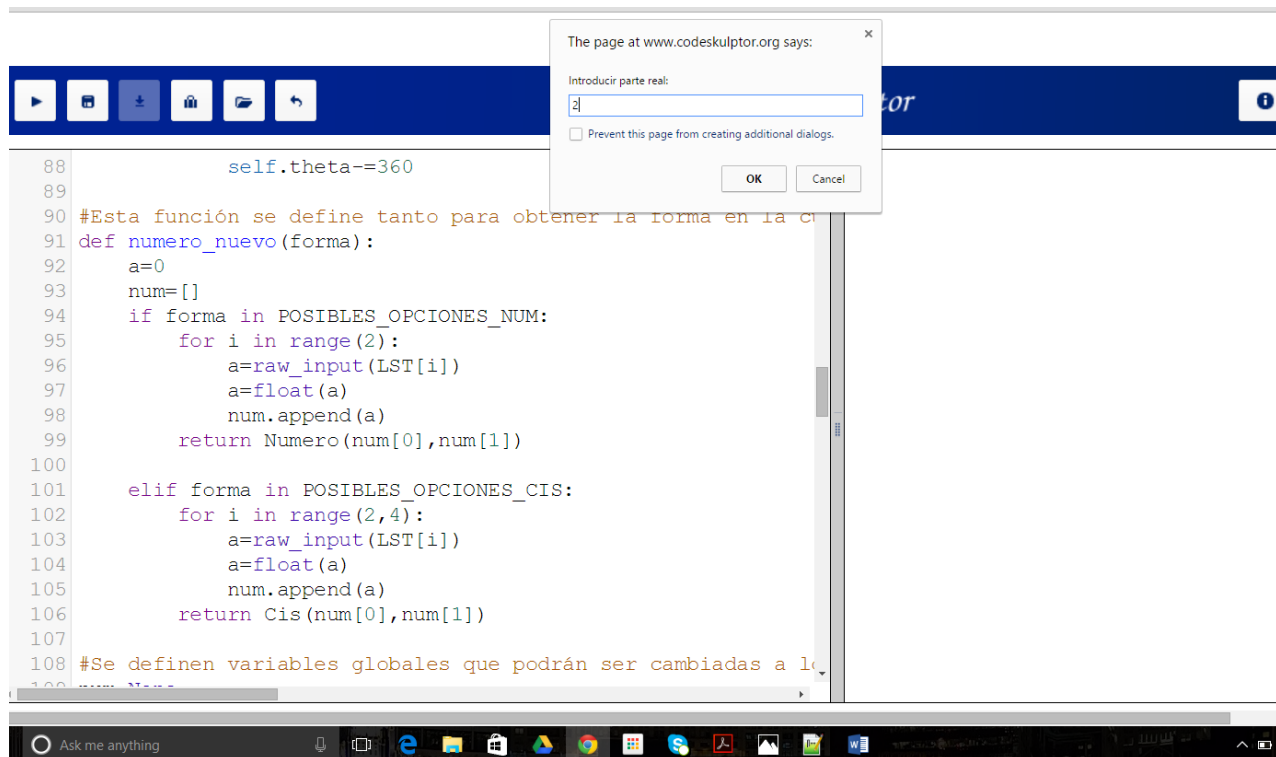 The page at www.codeskulptor.org says:
Introducir parte real:
2
Prevent this page from creating additional dialogs.
OK Cancel
tor
88 self.theta-=360
89
90 #Esta función se define tanto para obtener la forma en la
91 def numero_nuevo(forma):
92 a=0
93 num=[]
94 if forma in POSIBLES_OPCIONES_NUM:
95 for i in range(2):
96 a=raw_input(LST[i])
97 a=float(a)
98 num.append(a)
99 return Numero(num[0],num[1])
100
101 elif forma in POSIBLES_OPCIONES_CIS:
102 for i in range(2,4):
103 a=raw_input(LST[i])
104 a=float(a)
105 num.append(a)
106 return Cis(num[0],num[1])
107
108 #Se definen variables globales que podrán ser cambiadas a
Ask me anything